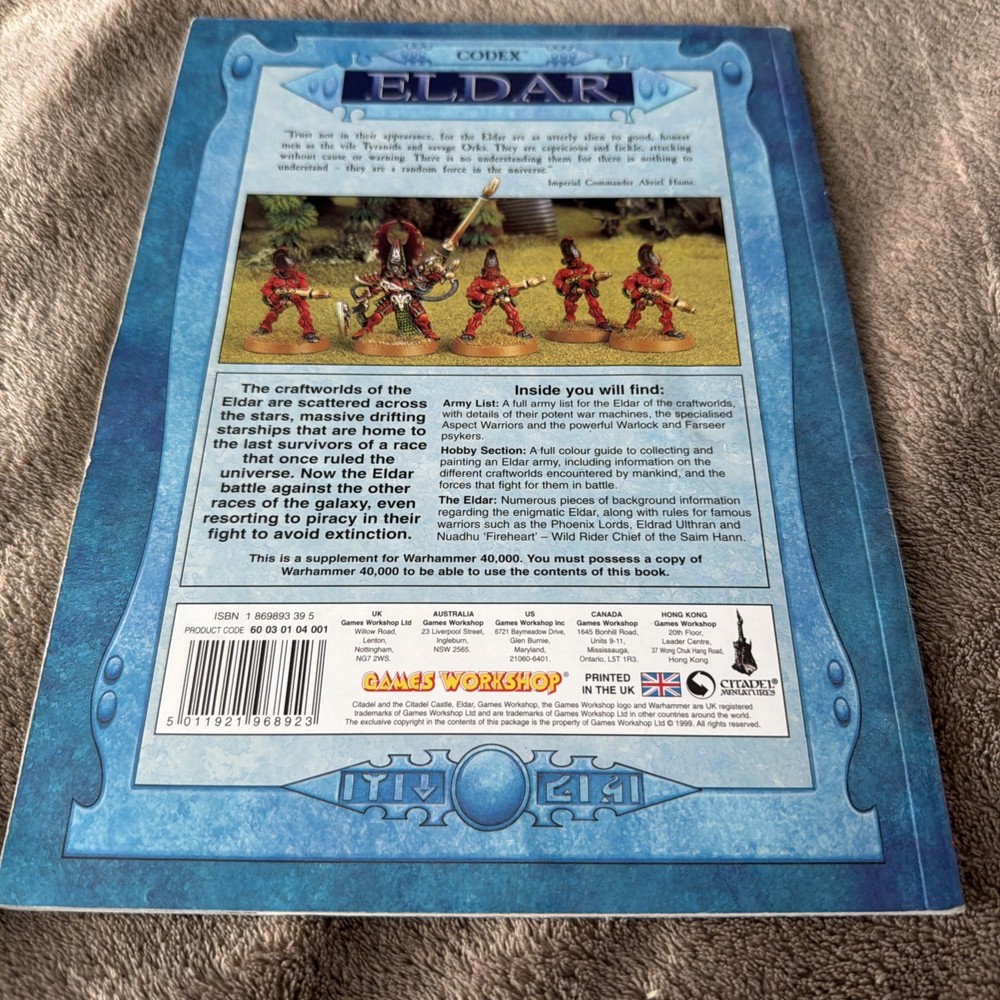 CODEX™
ELDAR
"Trust not in their appearance, for the Eldar are as utterly alien to good, honest
men as the vile Tyranids and savage Orks. They are capricious and fickle, attacking
without cause or warning. There is no understanding them for there is nothing to
understand – they are a random force in the universe."
Imperial Commander Abriel Hume.
The craftworlds of the
Eldar are scattered across
the stars, massive drifting
starships that are home to
the last survivors of a race
that once ruled the
universe. Now the Eldar
battle against the other
races of the galaxy, even
resorting to piracy in their
fight to avoid extinction.
Inside you will find:
Army List: A full army list for the Eldar of the craftworlds,
with details of their potent war machines, the specialised
Aspect Warriors and the powerful Warlock and Farseer
psykers.
Hobby Section: A full colour guide to collecting and
painting an Eldar army, including information on the
different craftworlds encountered by mankind, and the
forces that fight for them in battle.
The Eldar: Numerous pieces of background information
regarding the enigmatic Eldar, along with rules for famous
warriors such as the Phoenix Lords, Eldrad Ulthran and
Nuadhu 'Fireheart' – Wild Rider Chief of the Saim Hann.
This is a supplement for Warhammer 40,000. You must possess a copy of
Warhammer 40,000 to be able to use the contents of this book.
ISBN 1 869893 39 5
PRODUCT CODE 60 03 01 04 001
5 011921 968923
UK
Games Workshop Ltd
Willow Road,
Lenton,
Nottingham,
NG7 2WS.
AUSTRALIA
Games Workshop
23 Liverpool Street,
Ingleburn,
NSW 2565.
US
Games Workshop Inc
6721 Baymeadow Drive,
Glen Burnie,
Maryland,
21060-6401.
CANADA
Games Workshop
1645 Bonhill Road,
Units 9-11,
Mississauga,
Ontario, L5T 1R3.
HONG KONG
Games Workshop
20th Floor,
Leader Centre,
37 Wong Chuk Hang Road,
Hong Kong
GAMES WORKSHOP®
PRINTED
IN THE UK
CITADEL®
MINIATURES
Citadel and the Citadel Castle, Eldar, Games Workshop, the Games Workshop logo and Warhammer are registered
trademarks of Games Workshop Ltd in the UK and trademarks of Games Workshop Ltd in other countries around the world.
The exclusive copyright in the contents of this package is the property of Games Workshop Ltd © 1999. All rights reserved.